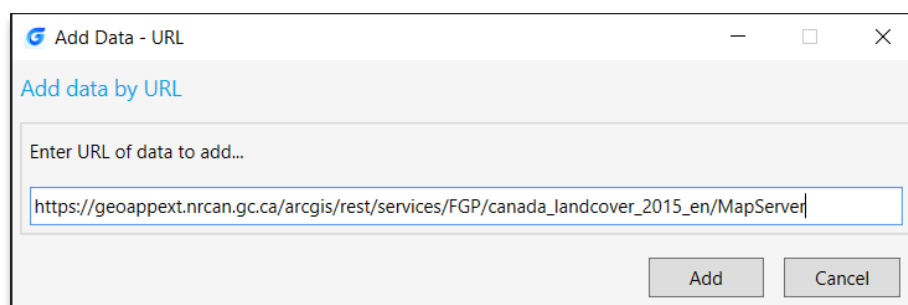 Add Data - URL
Add data by URL
Enter URL of data to add...
https://geoappext.nrcan.gc.ca/arcgis/rest/services/FGP/canada_landcover_2015_en/MapServer
Add Cancel